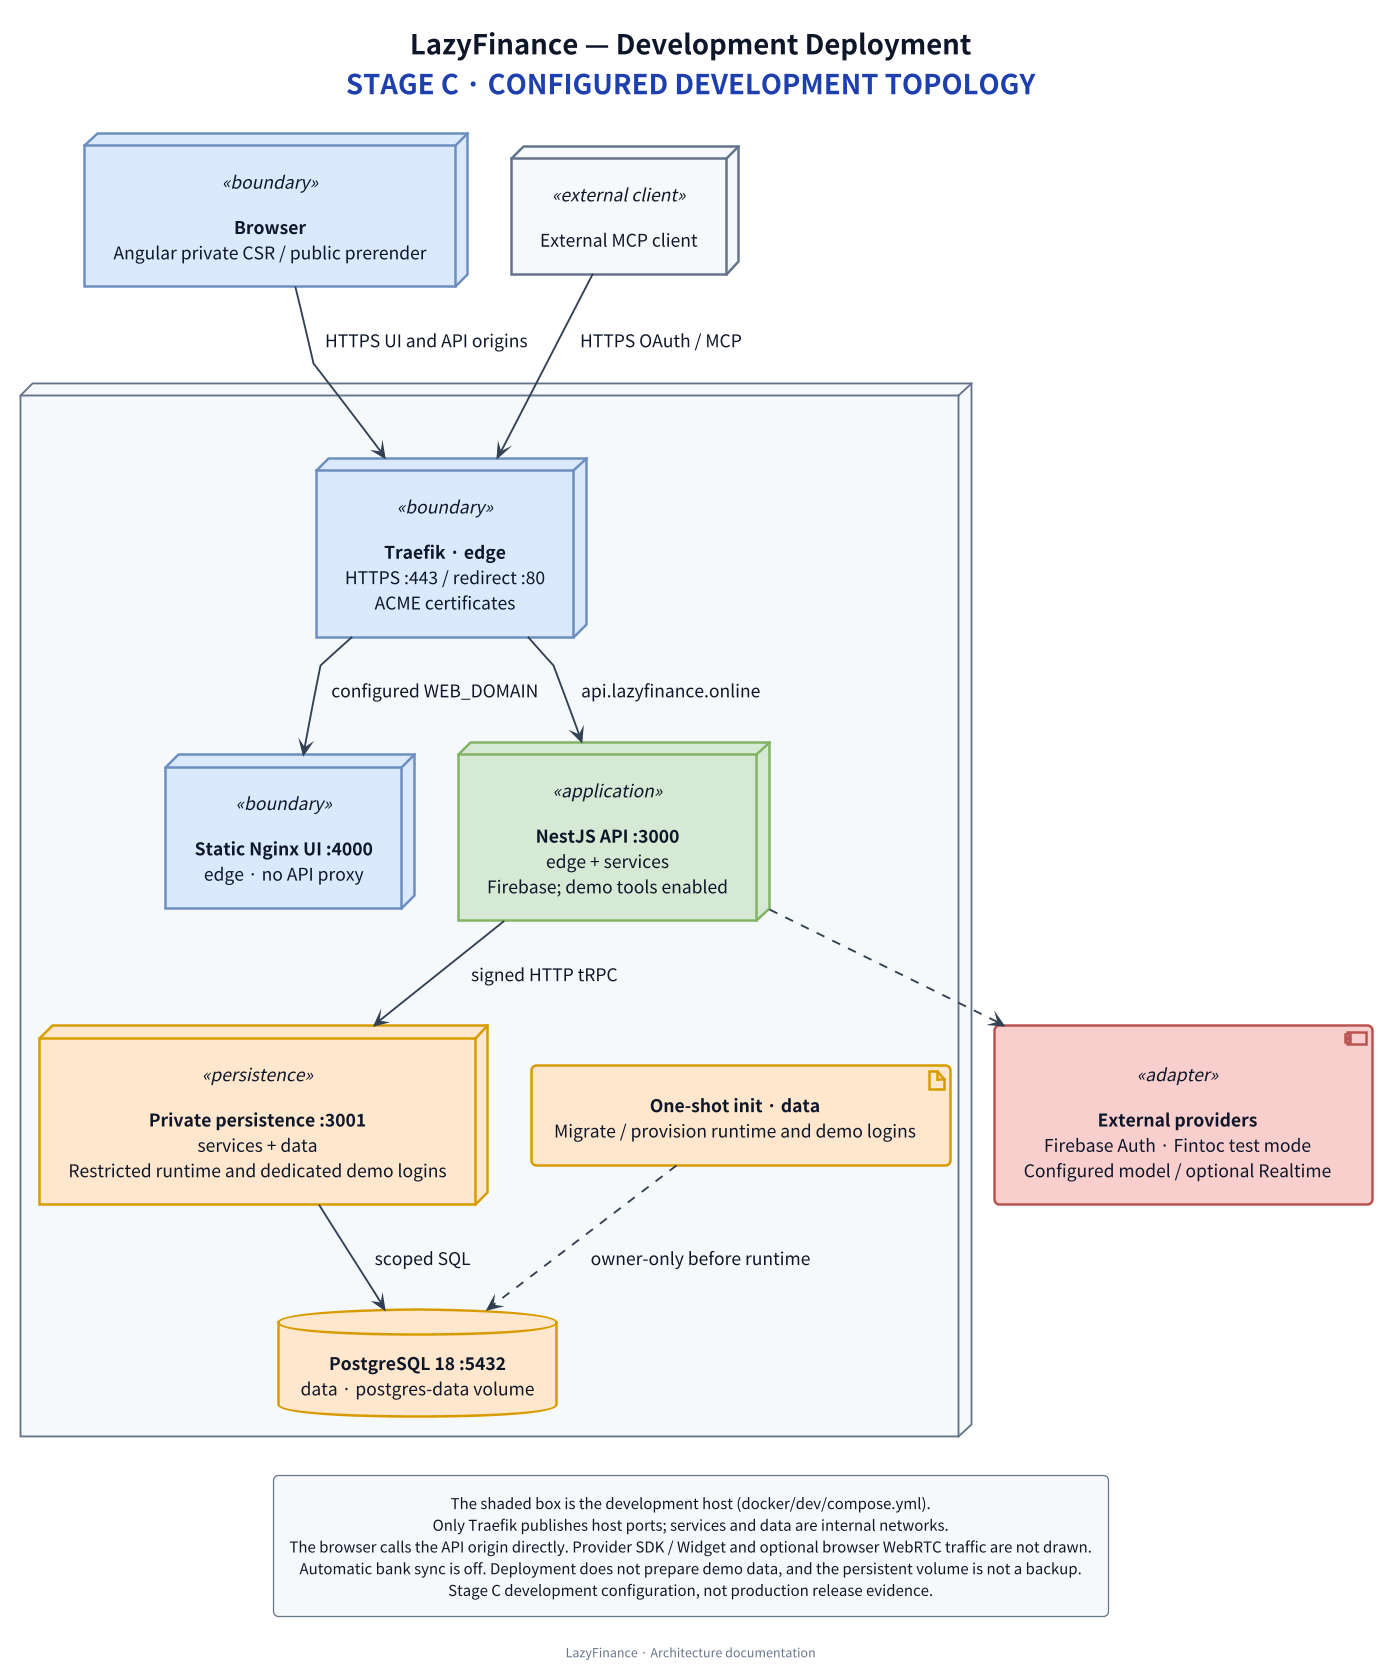 LazyFinance — Development Deployment
STAGE C · CONFIGURED DEVELOPMENT TOPOLOGY
«boundary»
Browser
Angular private CSR / public prerender
«external client»
External MCP client
HTTPS UI and API origins
HTTPS OAuth / MCP
«boundary»
Traefik · edge
HTTPS :443 / redirect :80
ACME certificates
configured WEB_DOMAIN
api.lazyfinance.online
«boundary»
Static Nginx UI :4000
edge · no API proxy
«application»
NestJS API :3000
edge + services
Firebase; demo tools enabled
signed HTTP tRPC
«persistence»
Private persistence :3001
services + data
Restricted runtime and dedicated demo logins
One-shot init · data
Migrate / provision runtime and demo logins
«adapter»
External providers
Firebase Auth · Fintoc test mode
Configured model / optional Realtime
scoped SQL
owner-only before runtime
PostgreSQL 18 :5432
data · postgres-data volume
The shaded box is the development host (docker/dev/compose.yml).
Only Traefik publishes host ports; services and data are internal networks.
The browser calls the API origin directly. Provider SDK / Widget and optional browser WebRTC traffic are not drawn.
Automatic bank sync is off. Deployment does not prepare demo data, and the persistent volume is not a backup.
Stage C development configuration, not production release evidence.
LazyFinance · Architecture documentation